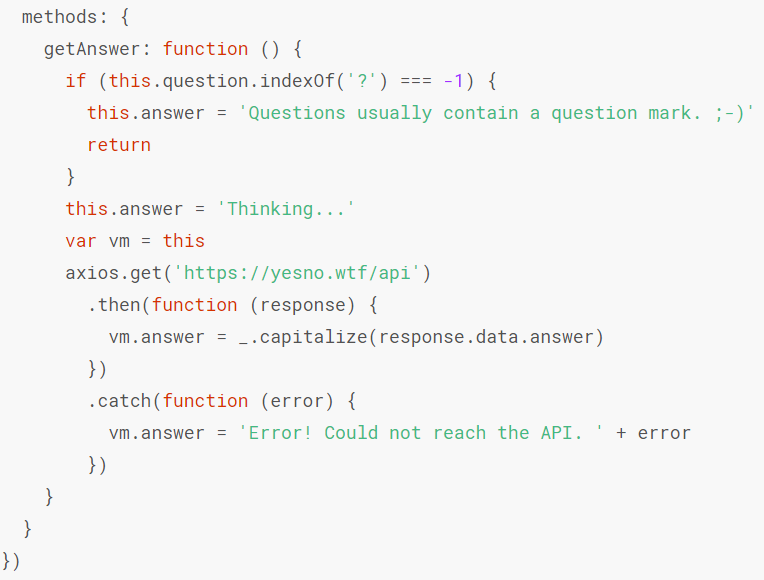 methods: {
getAnswer: function () {
if (this.question.indexOf('?') === -1) {
this.answer = 'Questions usually contain a question mark. ;-)'
return
}
this.answer = 'Thinking...'
var vm = this
axios.get('https://yesno.wtf/api')
.then(function (response) {
vm.answer = _.capitalize(response.data.answer)
})
.catch(function (error) {
vm.answer = 'Error! Could not reach the API. ' + error
})
}
}
})